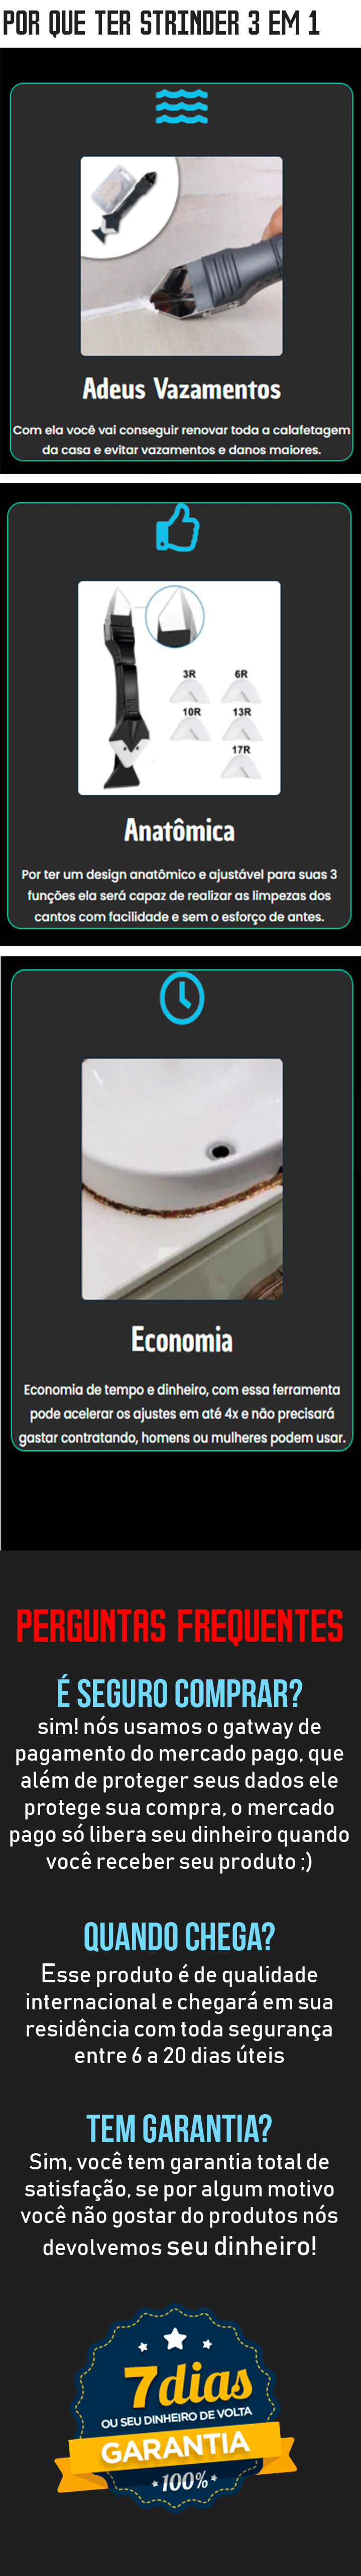 POR QUE TER STRINDER 3 EM 1
Adeus Vazamentos
Com ela você vai conseguir renovar toda a calafetagem
da casa e evitar vazamentos e danos maiores.
3R 6R
10R 13R
17R
Anatômica
Por ter um design anatômico e ajustável para suas 3
funções ela será capaz de realizar as limpezas dos
cantos com facilidade e sem o esforço de antes.
Economia
Economia de tempo e dinheiro, com essa ferramenta
pode acelerar os ajustes em até 4x e não precisará
gastar contratando, homens ou mulheres podem usar.
PERGUNTAS FREQUENTES
É SEGURO COMPRAR?
sim! nós usamos o gatway de
pagamento do mercado pago, que
além de proteger seus dados ele
protege sua compra, o mercado
pago só libera seu dinheiro quando
você receber seu produto ;)
QUANDO CHEGA?
Esse produto é de qualidade
internacional e chegará em sua
residência com toda segurança
entre 6 a 20 dias úteis
TEM GARANTIA?
Sim, você tem garantia total de
satisfação, se por algum motivo
você não gostar do produtos nós
devolvemos seu dinheiro!
7dias
OU SEU DINHEIRO DE VOLTA
GARANTIA
100%